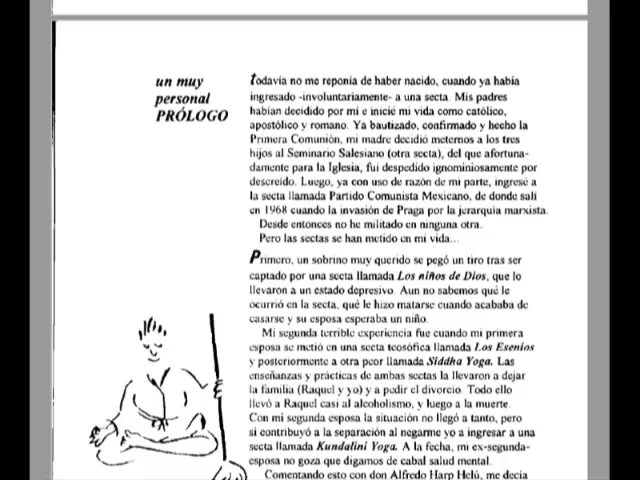 un muy
personal
PRÓLOGO
todavía no me reponía de haber nacido, cuando ya había
ingresado -involuntariamente- a una secta. Mis padres
habían decidido por mí e inicié mi vida como católico,
apostólico y romano. Ya bautizado, confirmado y hecho la
Primera Comunión, mi madre decidió meternos a los tres
hijos al Seminario Salesiano (otra secta), del que afortuna-
damente para la Iglesia, fui despedido ignominiosamente por
descreído. Luego, ya con uso de razón de mi parte, ingresé a
la secta llamada Partido Comunista Mexicano, de donde salí
en 1968 cuando la invasión de Praga por la jerarquía marxista.
Desde entonces no he militado en ninguna otra.
Pero las sectas se han metido en mi vida...
Primero, un sobrino muy querido se pegó un tiro tras ser
captado por una secta llamada Los niños de Dios, que lo
llevaron a un estado depresivo. Aun no sabemos qué le
ocurrió en la secta, qué le hizo matarse cuando acababa de
casarse y su esposa esperaba un niño.
Mi segunda terrible experiencia fue cuando mi primera
esposa se metió en una secta teosófica llamada Los Esenios
y posteriormente a otra peor llamada Siddha Yoga. Las
enseñanzas y prácticas de ambas sectas la llevaron a dejar
la familia (Raquel y yo) y a pedir el divorcio. Todo ello
llevó a Raquel casi al alcoholismo, y luego a la muerte.
Con mi segunda esposa la situación no llegó a tanto, pero
sí contribuyó a la separación al negarme yo a ingresar a una
secta llamada Kundalini Yoga. A la fecha, mi ex-segunda-
esposa no goza que digamos de cabal salud mental.
Comentando esto con don Alfredo Harp Helú, me decía